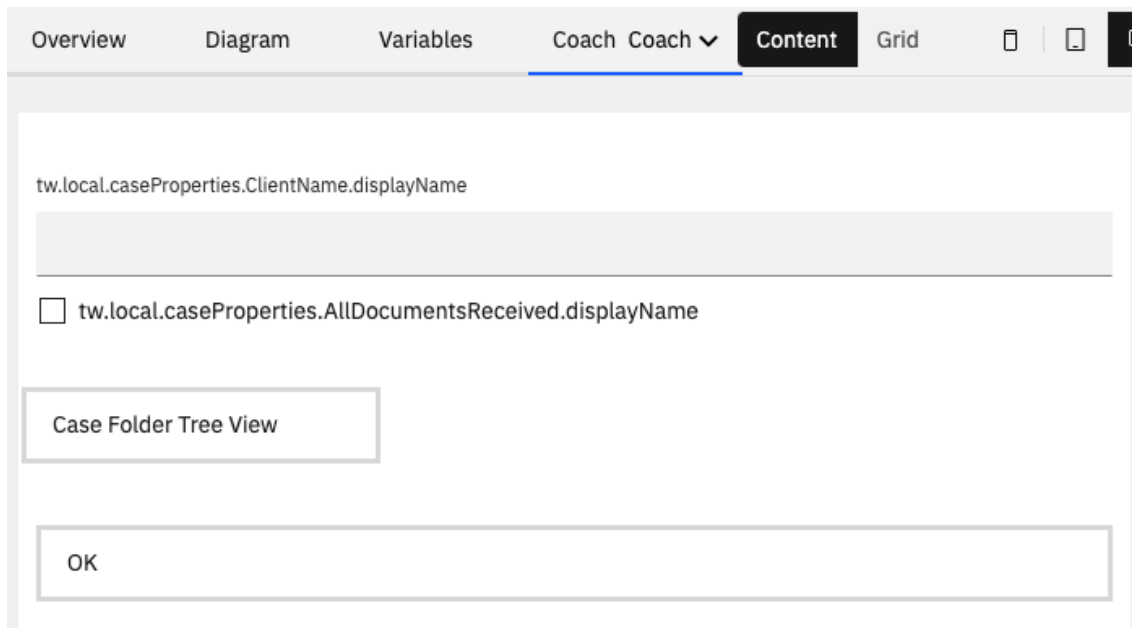 Overview Diagram Variables Coach Coach Content Grid
tw.local.caseProperties.ClientName.displayName
tw.local.caseProperties.AllDocumentsReceived.displayName
Case Folder Tree View
OK